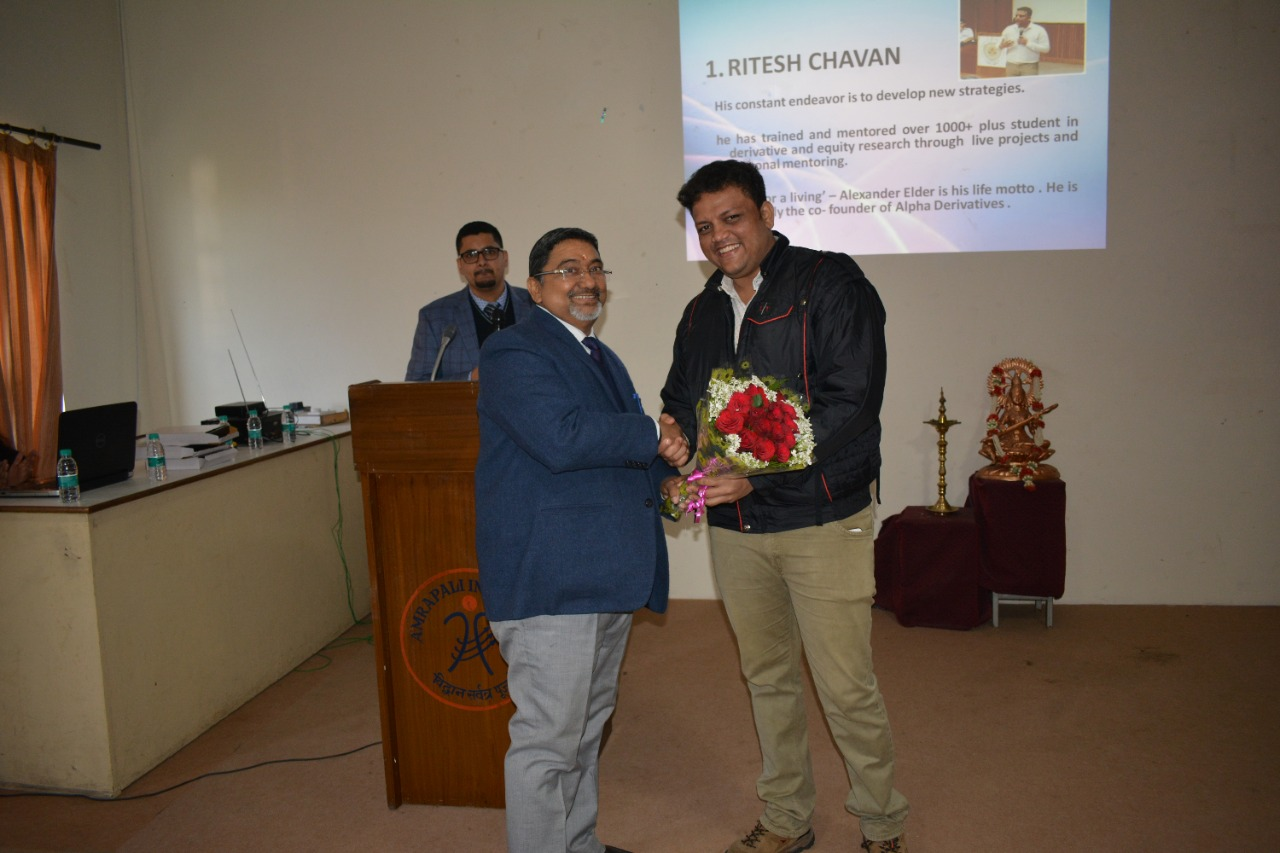 1. RITESH CHAVAN
His constant endeavor is to develop new strategies.
he has trained and mentored over 1000+ plus student in
derivative and equity research through live projects and
mentoring.
a living' – Alexander Elder is his life motto . He is
the co- founder of Alpha Derivatives .
AMRAPALI
विद्वान सर्वत्र